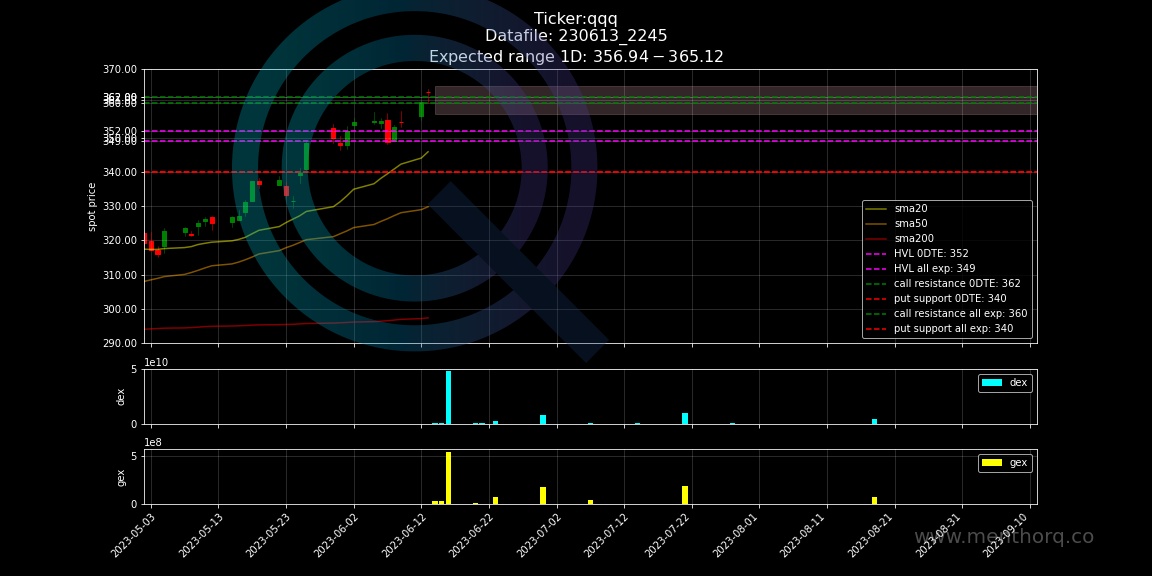 Ticker:qqq
Datafile: 230613_2245
Expected range 1D: 356.94 − 365.12
370.00
362.00
360.00
352.00
349.00
340.00
330.00
320.00
310.00
300.00
290.00
spot price
sma20
sma50
sma200
HVL 0DTE: 352
HVL all exp: 349
call resistance 0DTE: 362
put support 0DTE: 340
call resistance all exp: 360
put support all exp: 340
1e10
5
0
dex
dex
1e8
5
0
gex
gex
2023-05-03
2023-05-13
2023-05-23
2023-06-02
2023-06-12
2023-06-22
2023-07-02
2023-07-12
2023-07-22
2023-08-01
2023-08-11
2023-08-21
2023-08-31
2023-09-10
www.menthorq.co